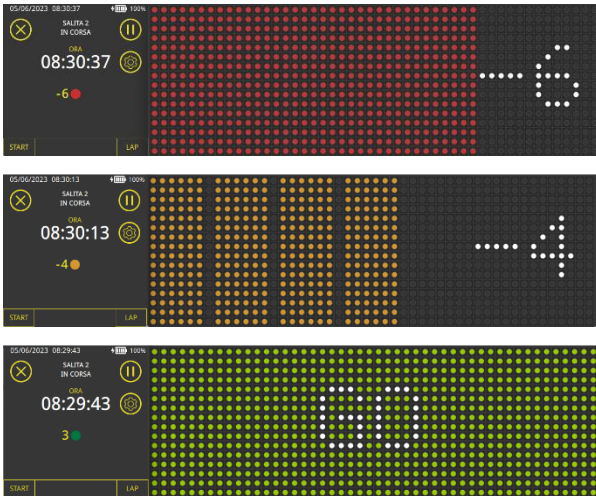 05/06/2023 08:30:37 100%
SALITA 2
IN CORSA
ORA
08:30:37
-6
START LAP
-6
05/06/2023 08:30:13 100%
SALITA 2
IN CORSA
ORA
08:30:13
-4
START LAP
-4
05/06/2023 08:29:43 100%
SALITA 2
IN CORSA
ORA
08:29:43
3
START LAP
GO